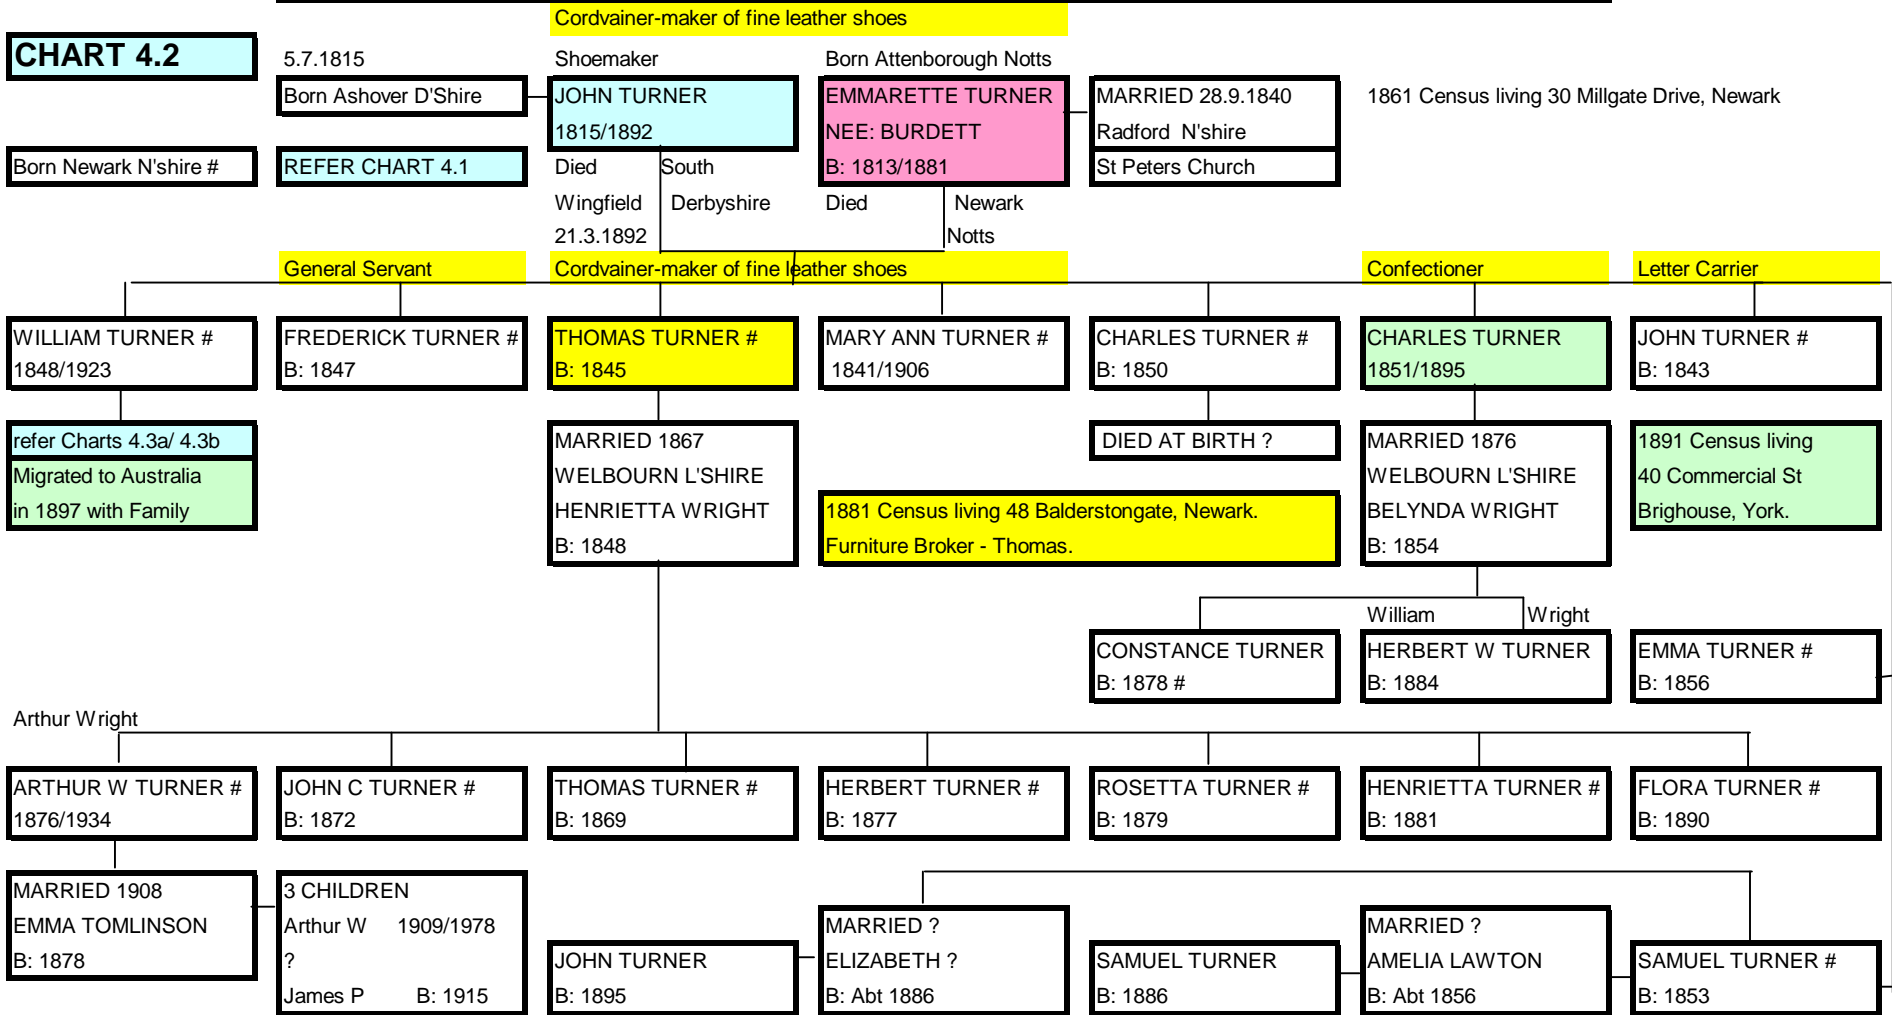 Cordvainer-maker of fine leather shoes
CHART 4.2
5.7.1815
Shoemaker
Born Attenborough Notts
Born Ashover D'Shire
JOHN TURNER
1815/1892
EMMARETTE TURNER
NEE: BURDETT
B: 1813/1881
MARRIED 28.9.1840
Radford N'shire
St Peters Church
1861 Census living 30 Millgate Drive, Newark
Born Newark N'shire #
REFER CHART 4.1
Died South
Wingfield Derbyshire
21.3.1892
Died Newark
Notts
General Servant
Cordvainer-maker of fine leather shoes
Confectioner
Letter Carrier
WILLIAM TURNER #
1848/1923
FREDERICK TURNER #
B: 1847
THOMAS TURNER #
B: 1845
MARY ANN TURNER #
1841/1906
CHARLES TURNER #
B: 1850
CHARLES TURNER
1851/1895
JOHN TURNER #
B: 1843
refer Charts 4.3a/ 4.3b
Migrated to Australia
in 1897 with Family
MARRIED 1867
WELBOURN L'SHIRE
HENRIETTA WRIGHT
B: 1848
DIED AT BIRTH ?
1881 Census living 48 Balderstongate, Newark.
Furniture Broker - Thomas.
MARRIED 1876
WELBOURN L'SHIRE
BELYNDA WRIGHT
B: 1854
1891 Census living
40 Commercial St
Brighouse, York.
William Wright
CONSTANCE TURNER
B: 1878 #
HERBERT W TURNER
B: 1884
EMMA TURNER #
B: 1856
Arthur Wright
ARTHUR W TURNER #
1876/1934
JOHN C TURNER #
B: 1872
THOMAS TURNER #
B: 1869
HERBERT TURNER #
B: 1877
ROSETTA TURNER #
B: 1879
HENRIETTA TURNER #
B: 1881
FLORA TURNER #
B: 1890
MARRIED 1908
EMMA TOMLINSON
B: 1878
3 CHILDREN
Arthur W 1909/1978
?
James P B: 1915
JOHN TURNER
B: 1895
MARRIED ?
ELIZABETH ?
B: Abt 1886
SAMUEL TURNER
B: 1886
MARRIED ?
AMELIA LAWTON
B: Abt 1856
SAMUEL TURNER #
B: 1853